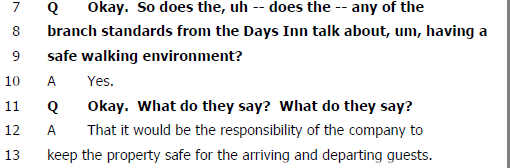 7 Q Okay. So does the, uh -- does the -- any of the
8 branch standards from the Days Inn talk about, um, having a
9 safe walking environment?
10 A Yes.
11 Q Okay. What do they say? What do they say?
12 A That it would be the responsibility of the company to
13 keep the property safe for the arriving and departing guests.